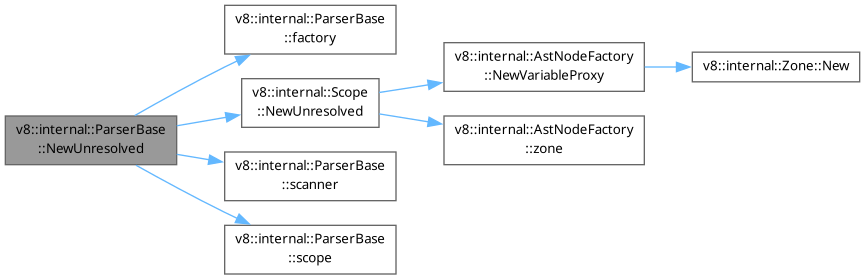 v8::internal::ParserBase
::NewUnresolved
v8::internal::ParserBase
::factory
v8::internal::Scope
::NewUnresolved
v8::internal::ParserBase
::scanner
v8::internal::ParserBase
::scope
v8::internal::AstNodeFactory
::NewVariableProxy
v8::internal::AstNodeFactory
::zone
v8::internal::Zone::New